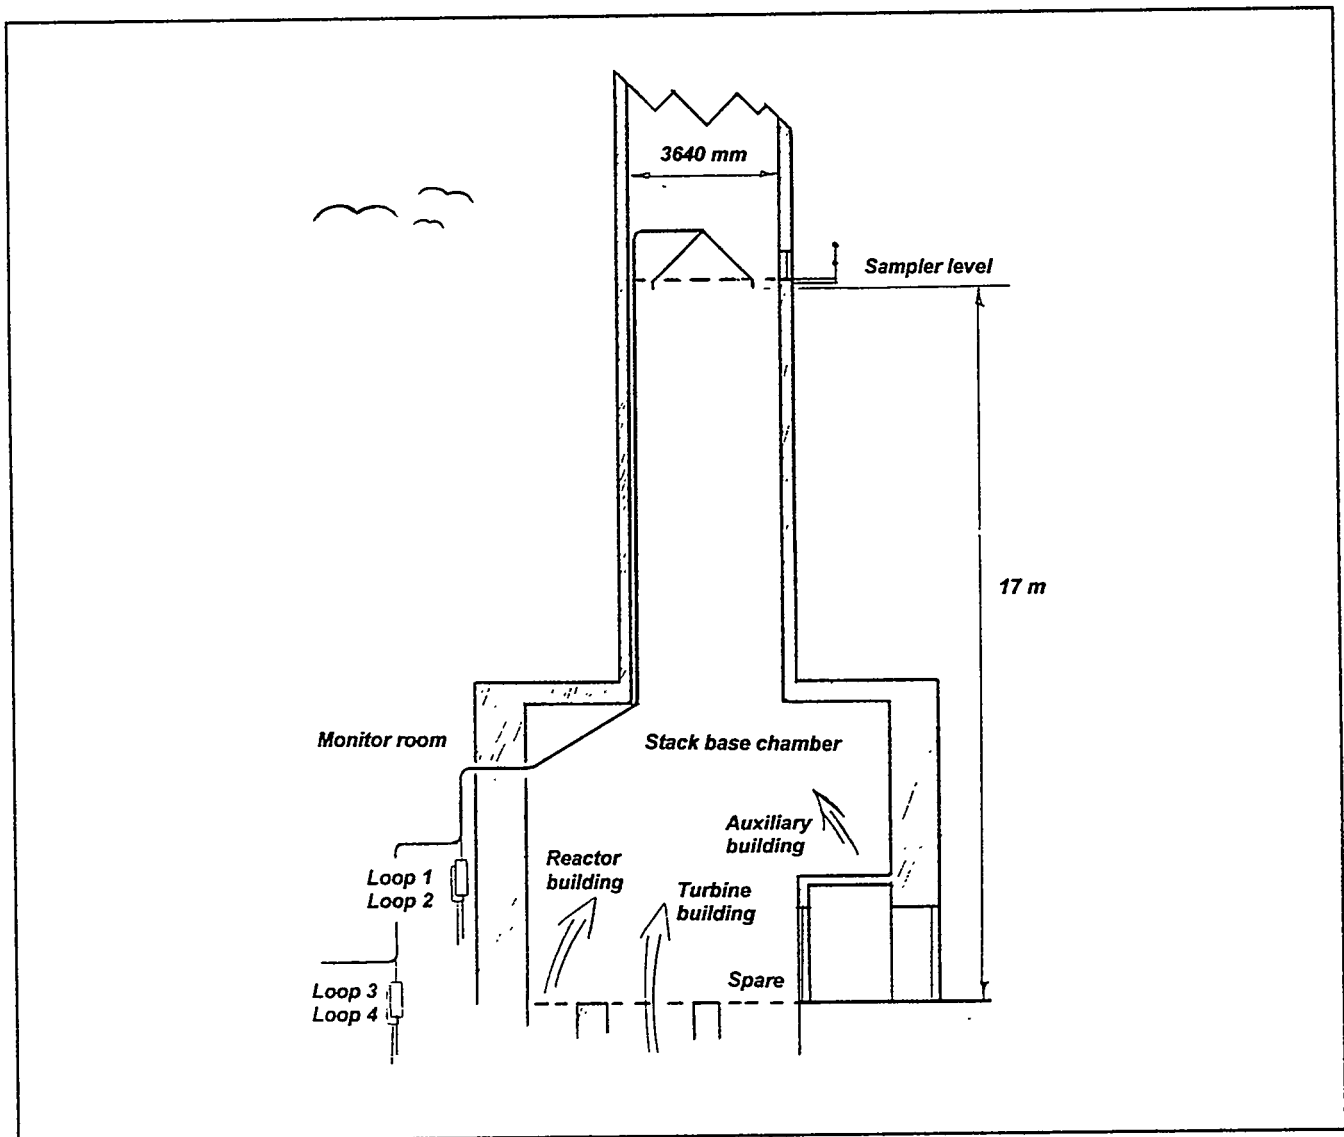 3640 mm
Sampler level
17 m
Monitor room
Stack base chamber
Auxiliary
building
Reactor
building
Loop 1
Loop 2
Turbine
building
Spare
Loop 3
Loop 4